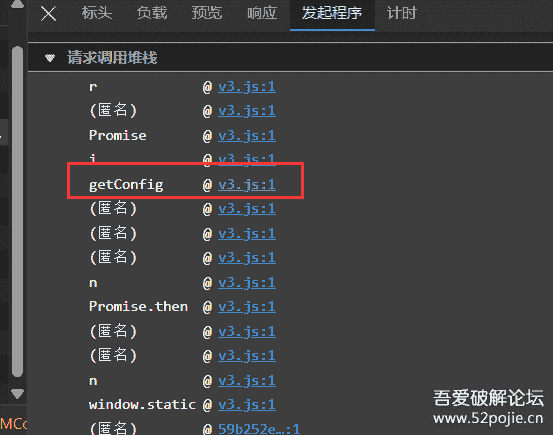 标头 负载 预览 响应 发起程序 计时
请求调用堆栈
r @ v3.js:1
(匿名) @ v3.js:1
Promise @ v3.js:1
i @ v3.js:1
getConfig @ v3.js:1
(匿名) @ v3.js:1
(匿名) @ v3.js:1
(匿名) @ v3.js:1
n @ v3.js:1
Promise.then @ v3.js:1
(匿名) @ v3.js:1
(匿名) @ v3.js:1
n @ v3.js:1
window.static @ v3.js:1
(匿名) @ 59b252e…:1
吾爱破解论坛
www.52pojie.cn